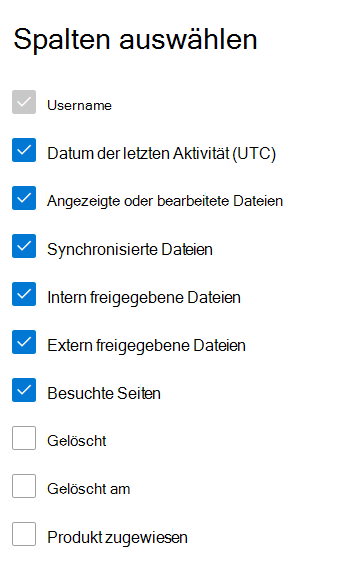 Spalten auswählen
Username
Datum der letzten Aktivität (UTC)
Angezeigte oder bearbeitete Dateien
Synchronisierte Dateien
Intern freigegebene Dateien
Extern freigegebene Dateien
Besuchte Seiten
Gelöscht
Gelöscht am
Produkt zugewiesen